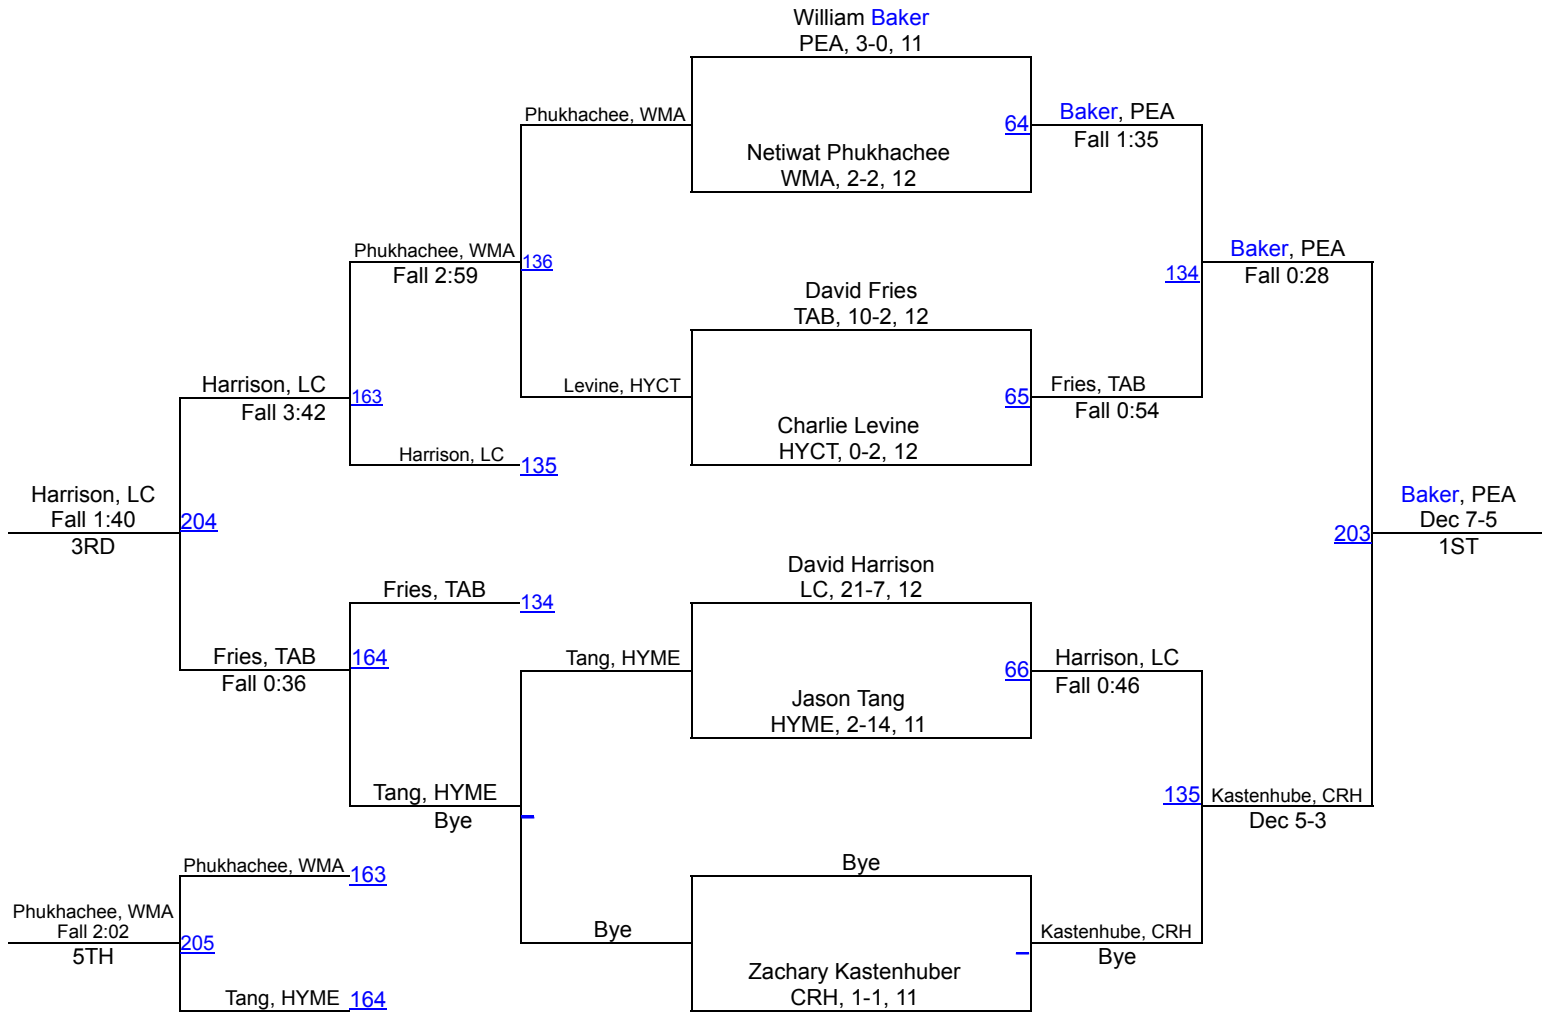 William Baker
PEA, 3-0, 11
Phukhachee, WMA
64
Baker, PEA
Fall 1:35
Netiwat Phukhachee
WMA, 2-2, 12
Phukhachee, WMA
Fall 2:59
136
Baker, PEA
134
Fall 0:28
David Fries
TAB, 10-2, 12
Harrison, LC
Fall 3:42
163
Levine, HYCT
65
Fries, TAB
Fall 0:54
Charlie Levine
HYCT, 0-2, 12
Harrison, LC
135
Harrison, LC
Fall 1:40
3RD
204
203
Baker, PEA
Dec 7-5
1ST
David Harrison
LC, 21-7, 12
Fries, TAB
134
Fries, TAB
Fall 0:36
164
Tang, HYME
66
Harrison, LC
Fall 0:46
Jason Tang
HYME, 2-14, 11
Tang, HYME
Bye
135
Kastenhube, CRH
Dec 5-3
Phukhachee, WMA
163
Bye
Phukhachee, WMA
Fall 2:02
5TH
205
Bye
Kastenhube, CRH
Bye
Zachary Kastenhuber
CRH, 1-1, 11
Tang, HYME
164